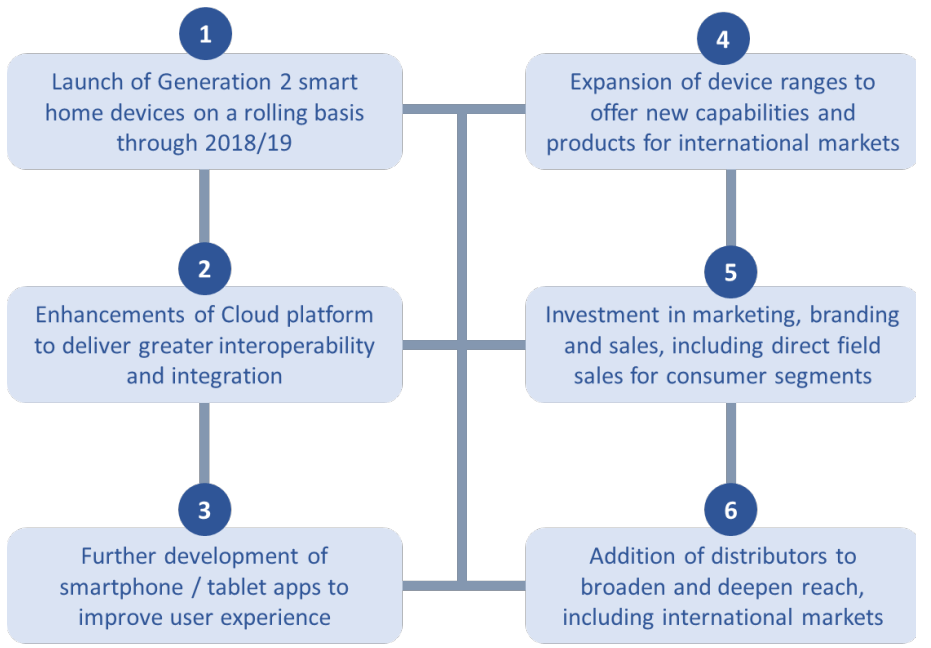 1
Launch of Generation 2 smart
home devices on a rolling basis
through 2018/19
2
Enhancements of Cloud platform
to deliver greater interoperability
and integration
3
Further development of
smartphone / tablet apps to
improve user experience
4
Expansion of device ranges to
offer new capabilities and
products for international markets
5
Investment in marketing, branding
and sales, including direct field
sales for consumer segments
6
Addition of distributors to
broaden and deepen reach,
including international markets